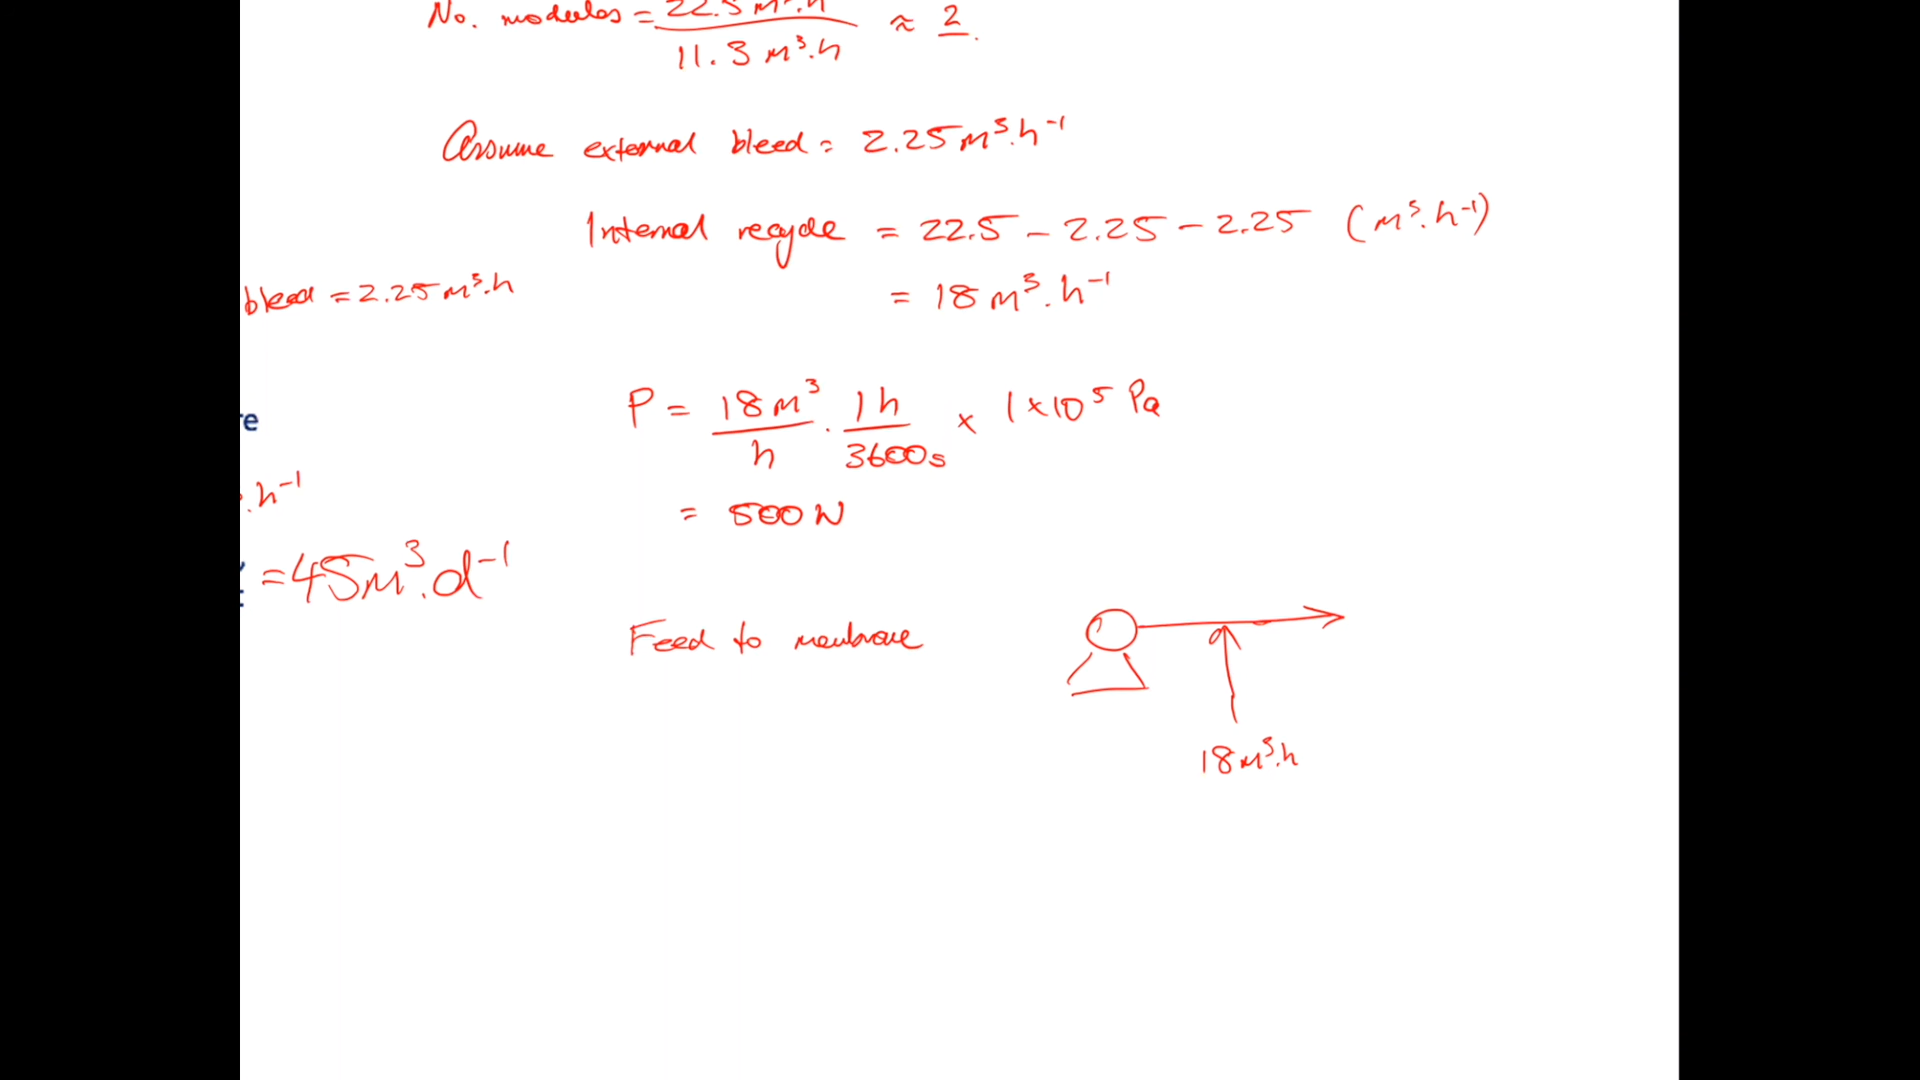 No. modules = 22.5 m³.h / 11.3 m³.h ≈ 2.
Assume external bleed = 2.25 m³.h⁻¹
Internal recycle = 22.5 - 2.25 - 2.25 (m³.h⁻¹)
= 18 m³.h⁻¹
bleed = 2.25 m³.h
P = 18 m³ / h . 1 h / 3600 s × 1×10⁵ Pa
= 500 W
.h⁻¹
= 45 m³.d⁻¹
Feed to membrane
18 m³.h